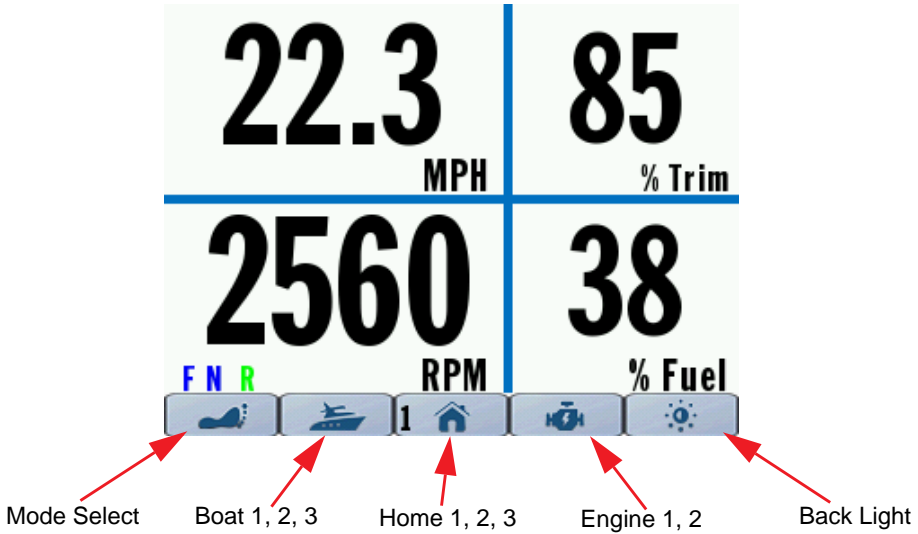 22.3
MPH
85
% Trim
2560
RPM
F N R
38
% Fuel
1
Mode Select
Boat 1, 2, 3
Home 1, 2, 3
Engine 1, 2
Back Light